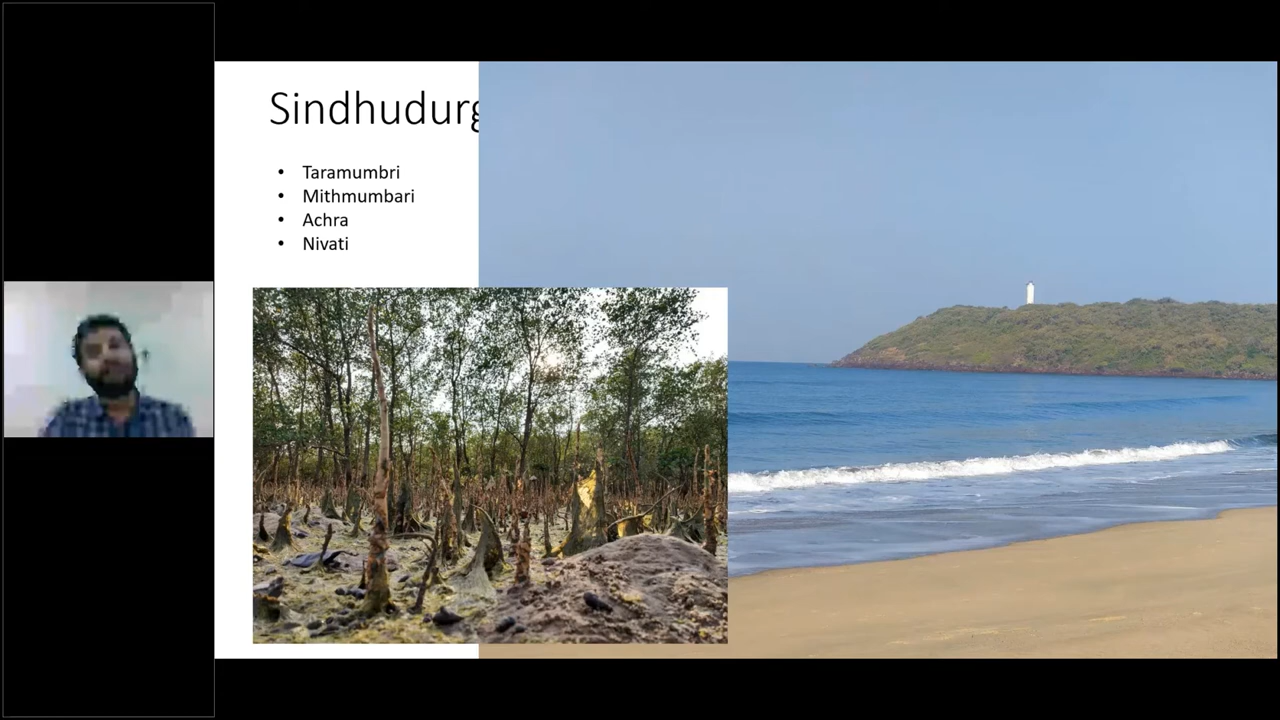 Sindhudurg
• Taramumbri
• Mithmumbari
• Achra
• Nivati